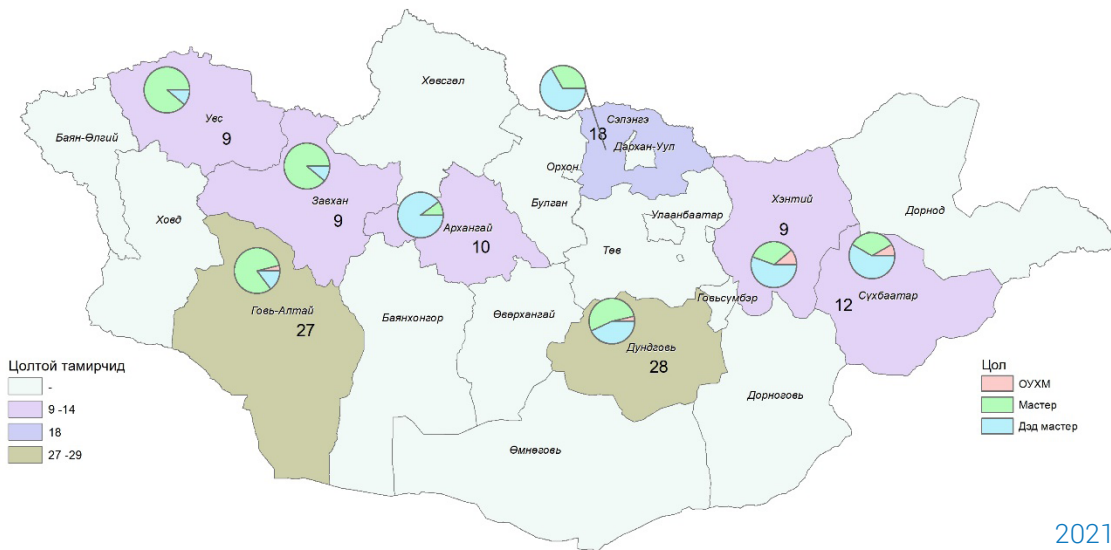 Хөвсгөл
Увс
9
Баян-Өлгий
Сэлэнгэ
18
Дархан-Уул
Орхон
Завхан
9
Ховд
Булган
Архангай
10
Улаанбаатар
Хэнтий
9
Дорнод
Төв
Говь-Алтай
27
Баянхонгор
Өвөрхангай
Говьсүмбэр
Сүхбаатар
12
Дундговь
28
Дорноговь
Өмнөговь
Цолтой тамирчид
-
9 -14
18
27 -29
Цол
ОУХМ
Мастер
Дэд мастер
2021